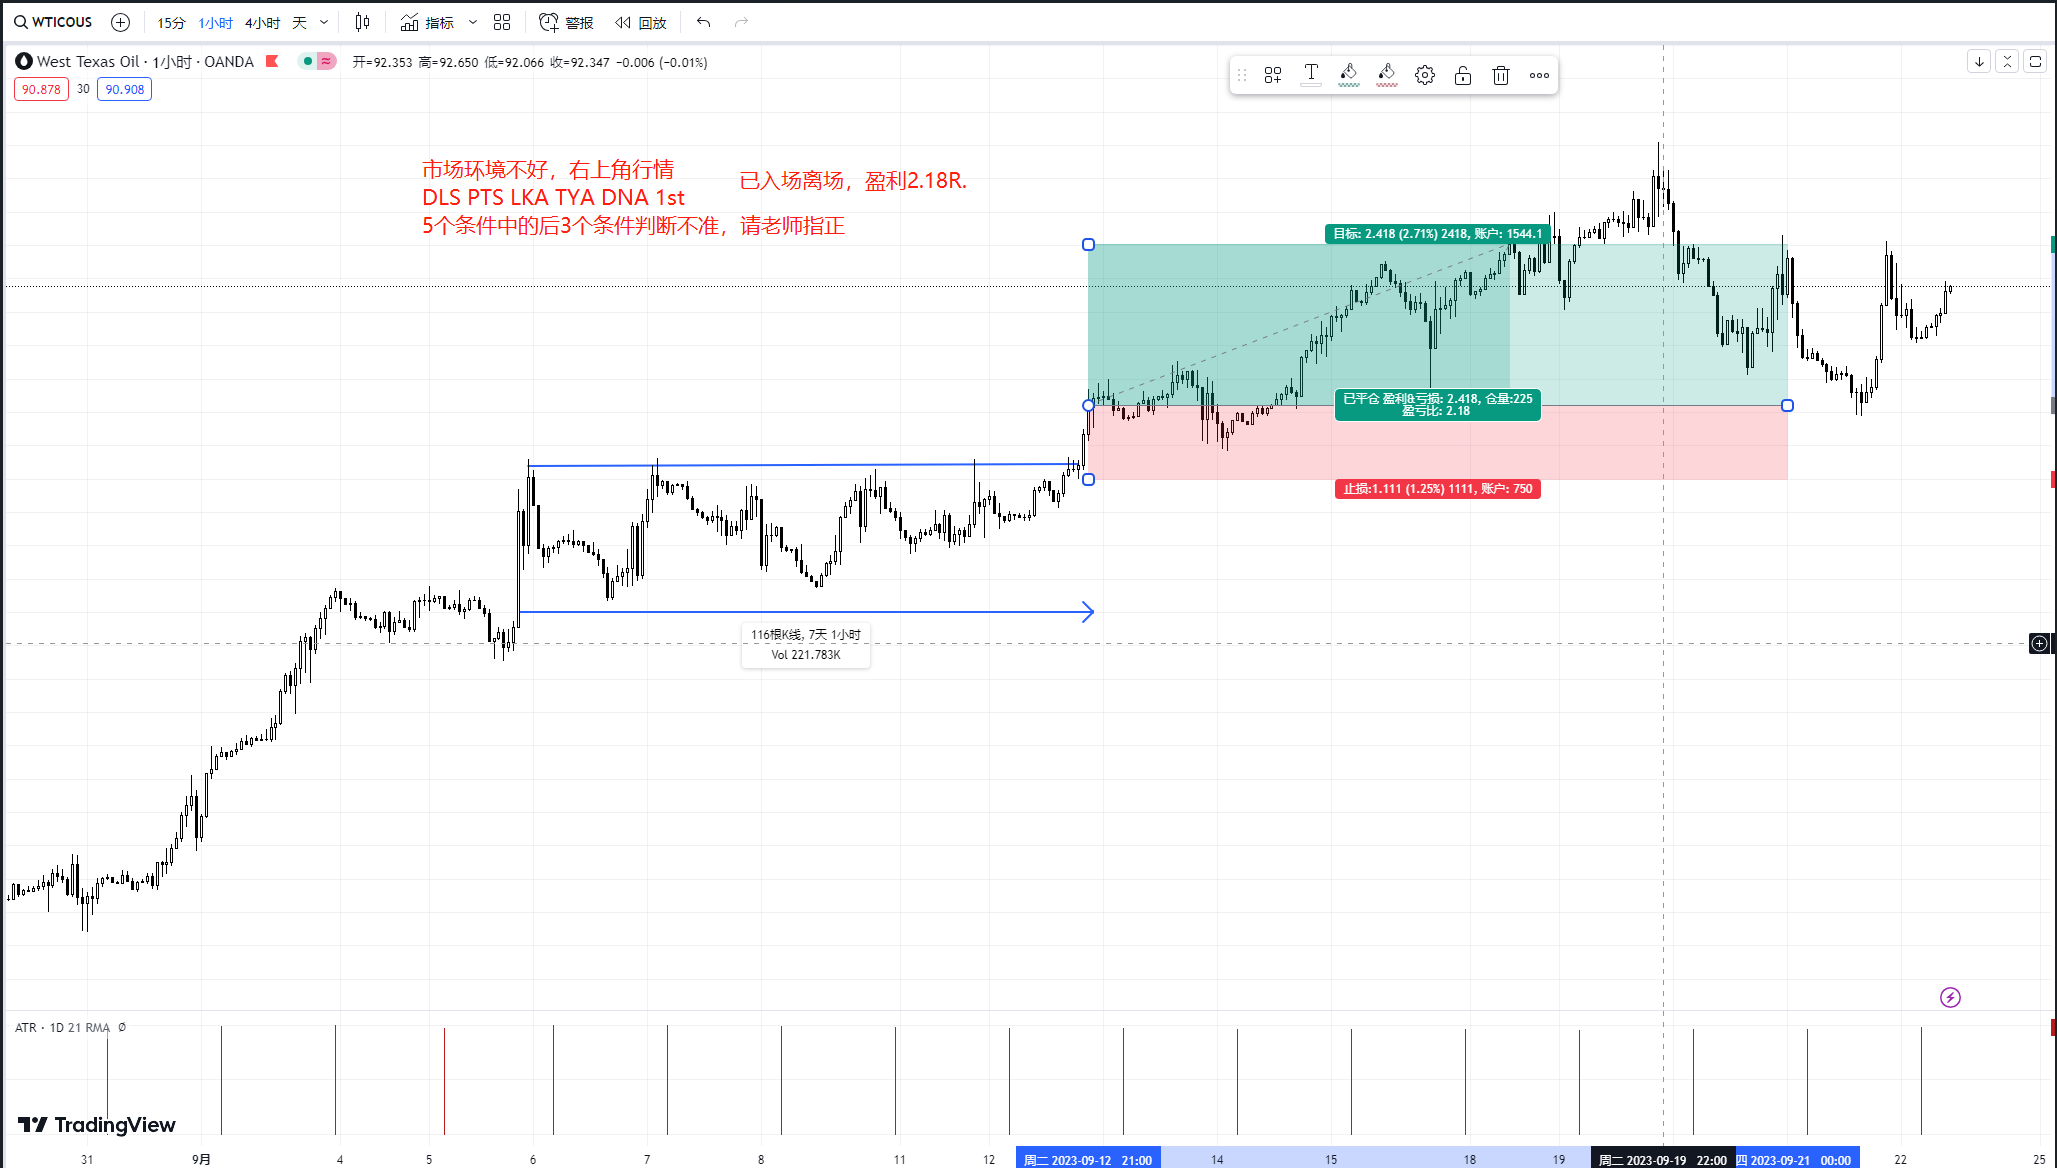 WTICOUS
15分
1小时
4小时
天
指标
警报
回放
West Texas Oil · 1小时 · OANDA
开=92.353 高=92.650 低=92.066 收=92.347 −0.006 (−0.01%)
90.878 30 90.908
市场环境不好，右上角行情
DLS PTS LKA TYA DNA 1st
5个条件中的后3个条件判断不准，请老师指正
已入场离场，盈利2.18R.
目标: 2.418 (2.71%) 2418, 账户: 1544.1
已平仓 盈利&亏损: 2.418, 仓量:225
盈亏比: 2.18
止损:1.111 (1.25%) 1111, 账户: 750
116根K线, 7天 1小时
Vol 221.783K
ATR · 1D 21 RMA
TradingView
31 9月 4 5 6 7 8 11 12 周二 2023-09-12 21:00 14 15 18 19 周二 2023-09-19 22:00 四 2023-09-21 00:00 22 25